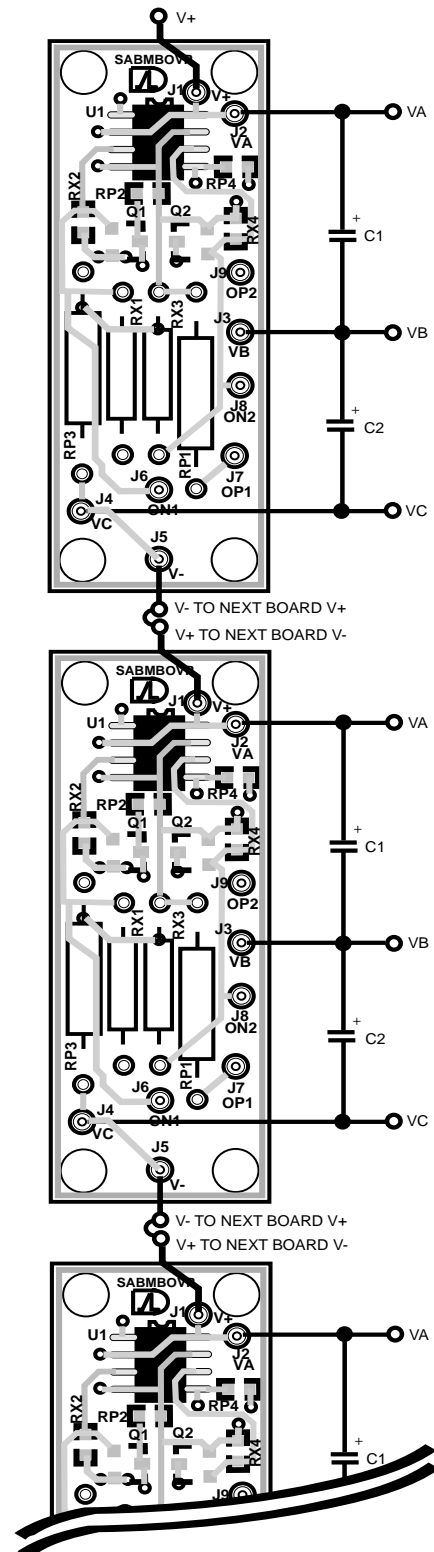 V+
SABMBOVP
J1
V+
U1
J2
VA
VA
RX2
RP2
RP4
Q1
Q2
RX4
C1
+
J9
OP2
RX1
RX3
J3
VB
VB
J8
ON2
+
C2
RP3
RP1
J6
ON1
J7
OP1
J4
VC
VC
J5
V-
V- TO NEXT BOARD V+
V+ TO NEXT BOARD V-
J1
V+
U1
J2
VA
VA
RX2
RP2
RP4
Q1
Q2
RX4
+
C1
J9
OP2
RX1
RX3
J3
VB
VB
J8
ON2
+
C2
RP3
RP1
J6
ON1
J7
OP1
J4
VC
VC
J5
V-
V- TO NEXT BOARD V+
V+ TO NEXT BOARD V-
J1
V+
U1
J2
VA
VA
RX2
RP2
RP4
Q1
Q2
RX4
+
C1
J9